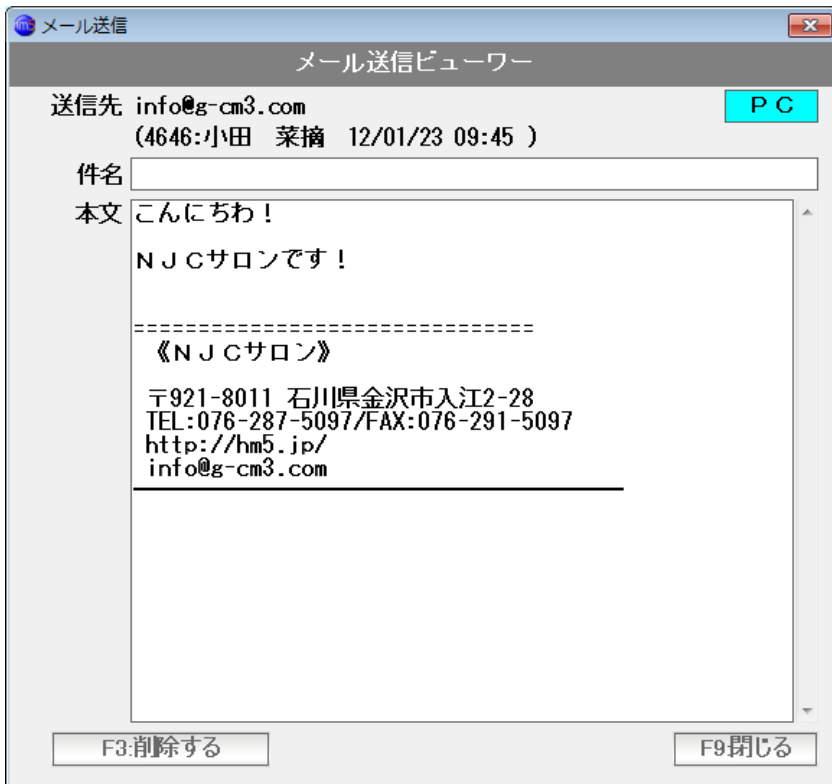 メール送信
メール送信ビューワー
送信先 info@g-cm3.com
PC
(4646:小田　菜摘　12/01/23 09:45 )
件名
本文
こんにちわ！
ＮＪＣサロンです！
===============================
《ＮＪＣサロン》
〒921-8011 石川県金沢市入江2-28
TEL:076-287-5097/FAX:076-291-5097
http://hm5.jp/
info@g-cm3.com
F3:削除する
F9:閉じる